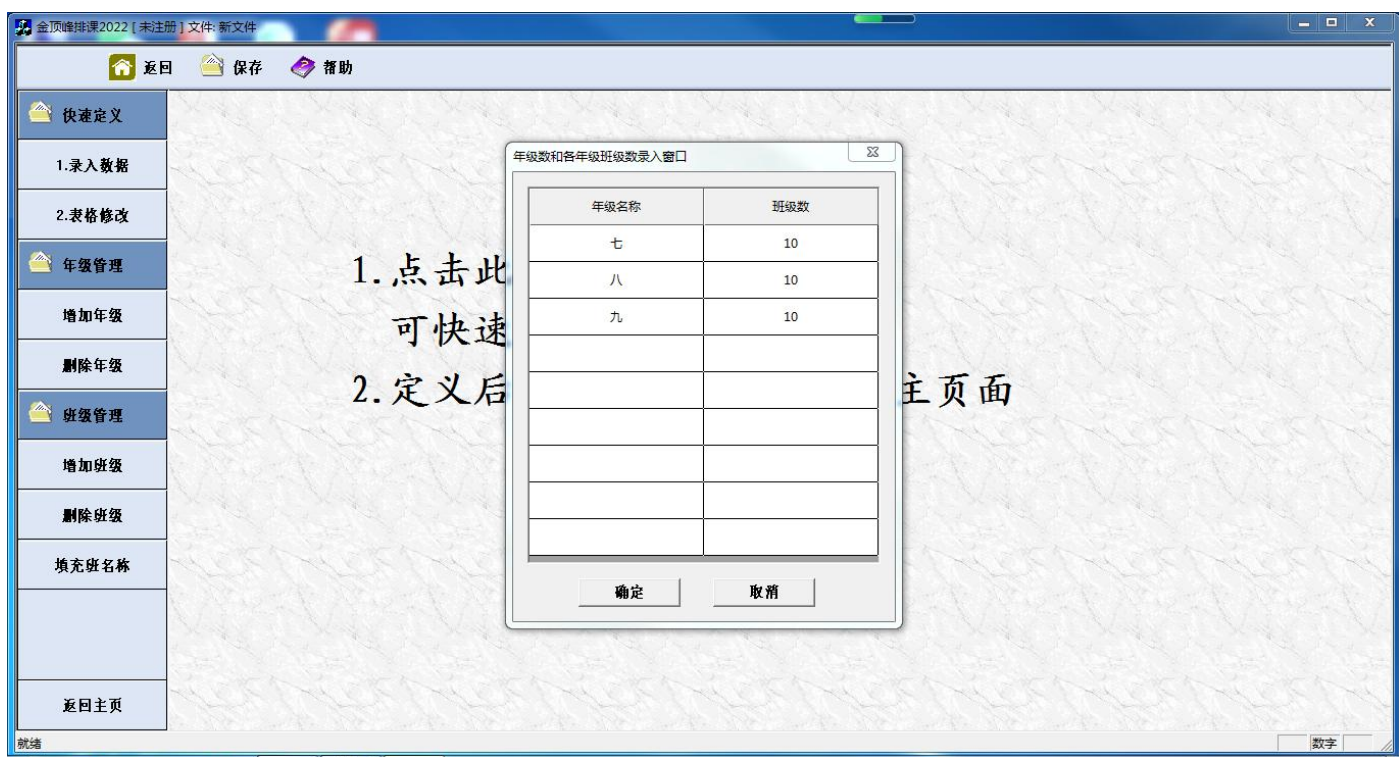 金顶峰排课2022 [ 未注册 ] 文件: 新文件
返回 保存 帮助
快速定义
1.录入数据
2.表格修改
年级管理
增加年级
删除年级
班级管理
增加班级
删除班级
填充班名称
返回主页
1.点击此
可快速
2.定义后
主页面
年级数和各年级班级数录入窗口
年级名称 班级数
七 10
八 10
九 10
确定 取消
就绪 数字